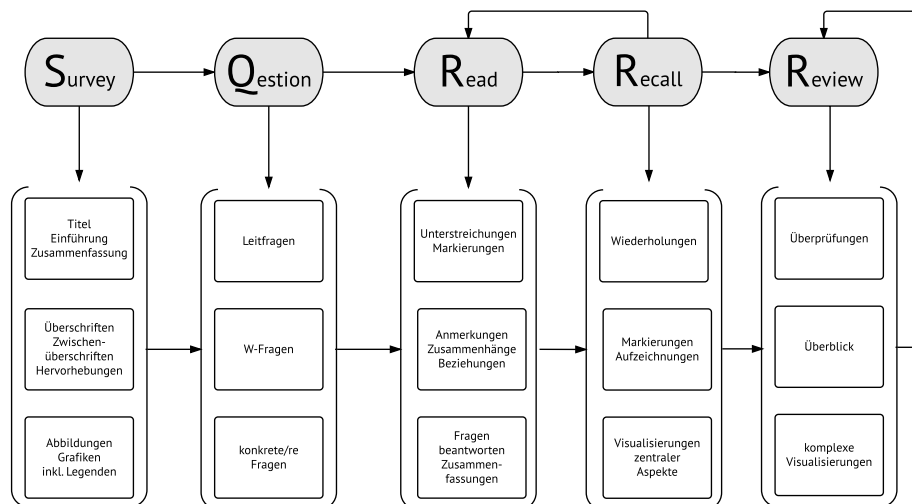 Survey
Qestion
Read
Recall
Review
Titel
Einführung
Zusammenfassung
Überschriften
Zwischen-
überschriften
Hervorhebungen
Abbildungen
Grafiken
inkl. Legenden
Leitfragen
W-Fragen
konkrete/re
Fragen
Unterstreichungen
Markierungen
Anmerkungen
Zusammenhänge
Beziehungen
Fragen
beantworten
Zusammen-
fassungen
Wiederholungen
Markierungen
Aufzeichnungen
Visualisierungen
zentraler
Aspekte
Überprüfungen
Überblick
komplexe
Visualisierungen